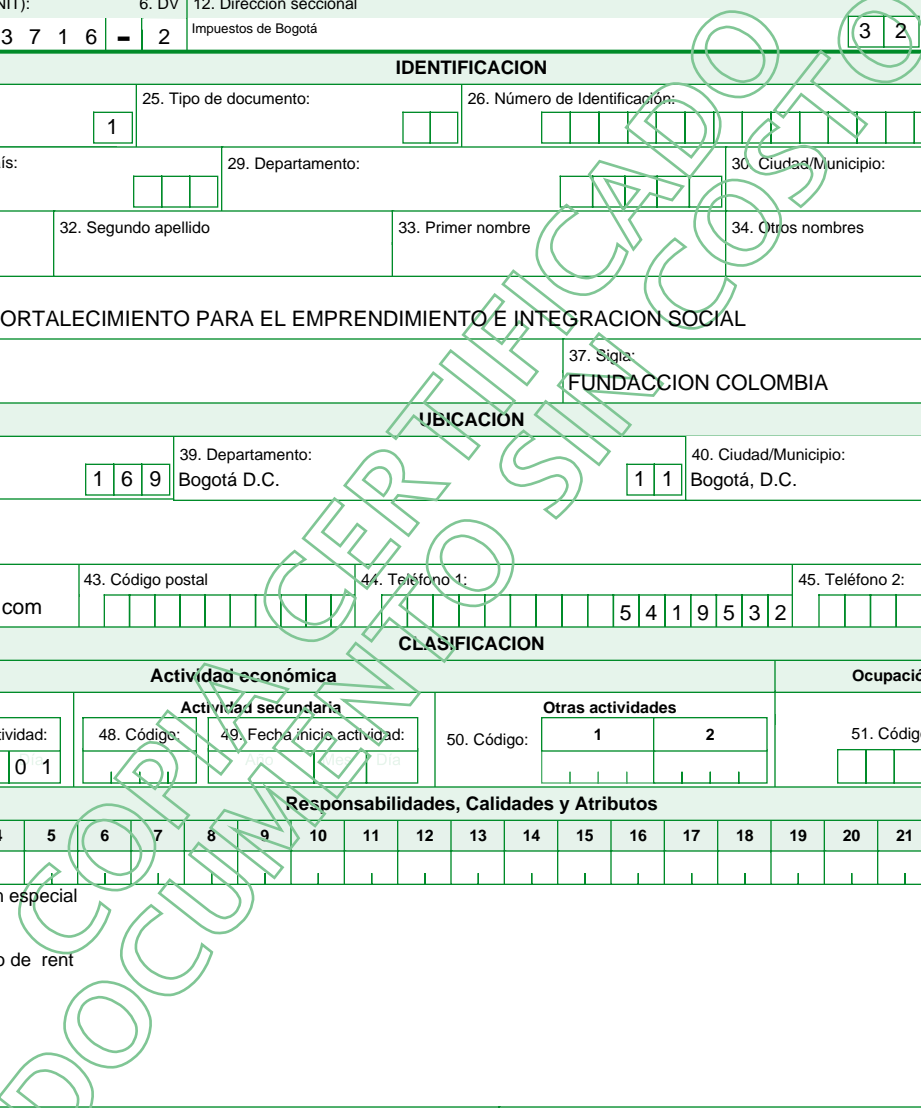 NIT): 6. DV 12. Dirección seccional
3 7 1 6 - 2 Impuestos de Bogotá 3 2
IDENTIFICACION
25. Tipo de documento: 26. Número de Identificación:
1
ís: 29. Departamento: 30. Ciudad/Municipio:
32. Segundo apellido 33. Primer nombre 34. Otros nombres
ORTALECIMIENTO PARA EL EMPRENDIMIENTO E INTEGRACION SOCIAL
37. Sigla:
FUNDACCION COLOMBIA
UBICACION
39. Departamento: 40. Ciudad/Municipio:
1 6 9 Bogotá D.C. 1 1 Bogotá, D.C.
43. Código postal 44. Teléfono 1: 45. Teléfono 2:
com 5 4 1 9 5 3 2
CLASIFICACION
Actividad económica Ocupació
Actividad secundaria Otras actividades
tividad: 48. Código: 49. Fecha inicio actividad: 50. Código: 1 2 51. Códig
Día 0 1 Año Mes Día
Responsabilidades, Calidades y Atributos
4 5 6 7 8 9 10 11 12 13 14 15 16 17 18 19 20 21
n especial
o de rent
COPIA CERTIFICADO
DOCUMENTO SIN COSTO